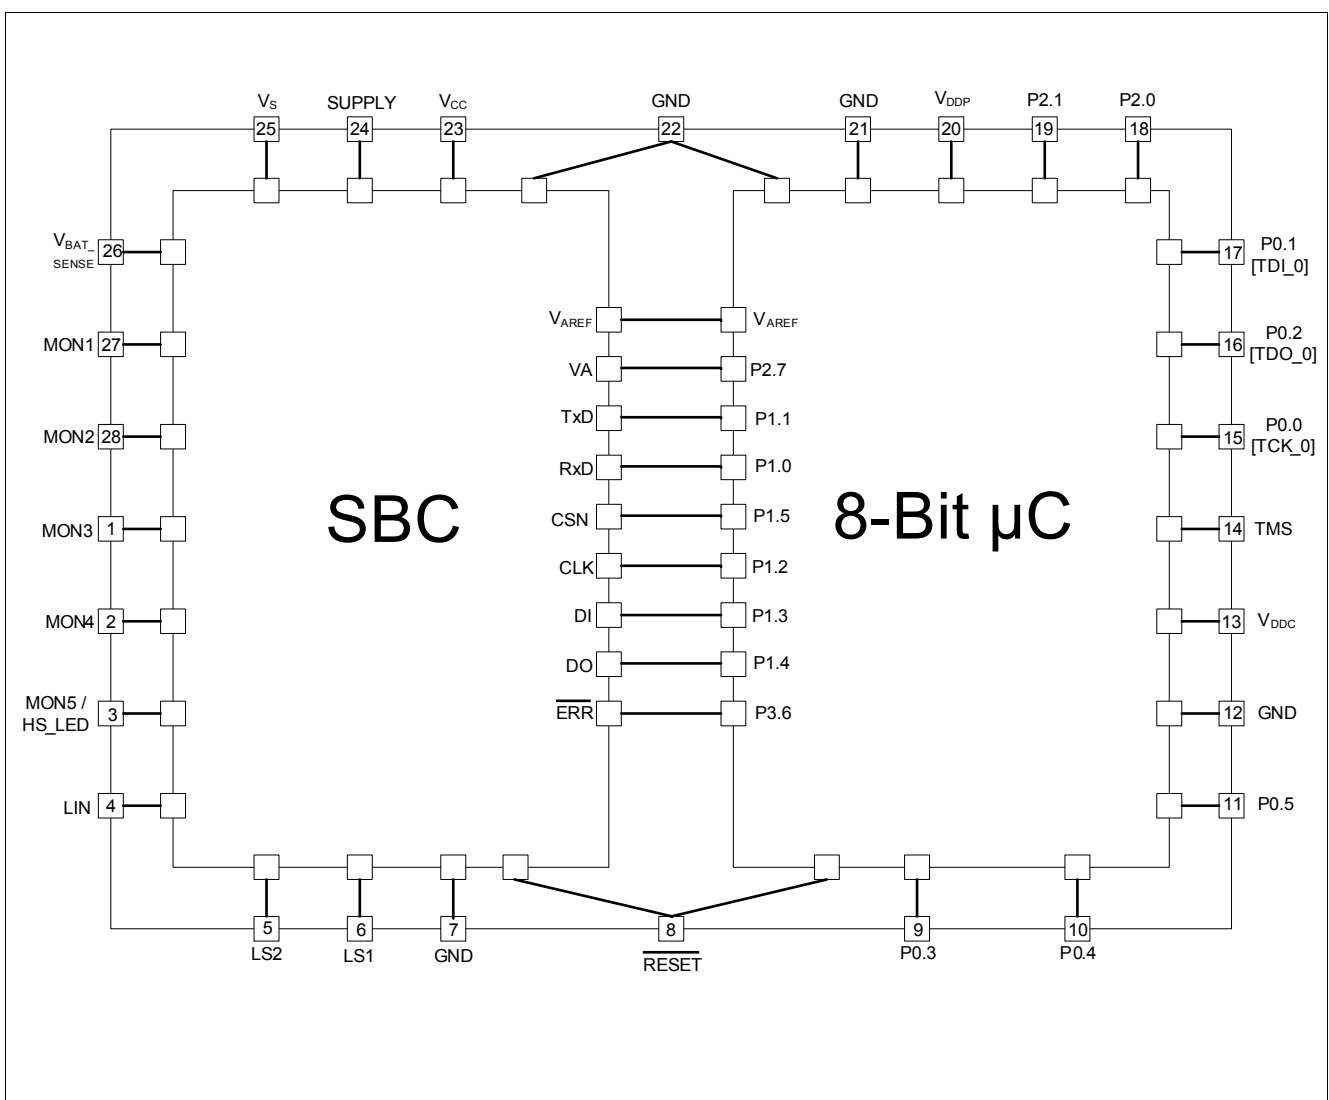 VS SUPPLY VCC GND GND VDDP P2.1 P2.0
25 24 23 22 21 20 19 18
VBAT_
SENSE
26
17 P0.1
[TDI_0]
VAREF VAREF
MON1 27
16 P0.2
[TDO_0]
VA P2.7
TxD P1.1
MON2 28
15 P0.0
[TCK_0]
RxD P1.0
SBC
8-Bit µC
CSN P1.5
MON3 1
14 TMS
CLK P1.2
DI P1.3
MON4 2
13 VDDC
DO P1.4
MON5 /
HS_LED
3
ERR P3.6
12 GND
LIN 4
11 P0.5
5 6 7 8 9 10
LS2 LS1 GND RESET P0.3 P0.4